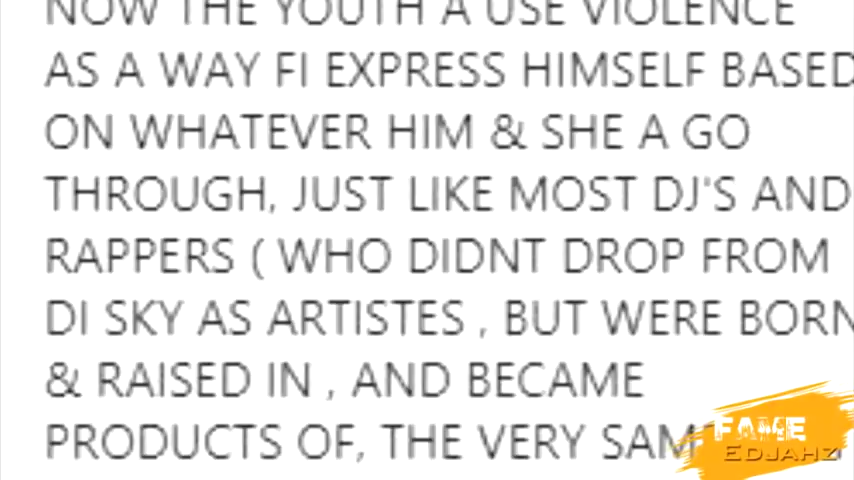 NOW THE YOUTH A USE VIOLENCE
AS A WAY FI EXPRESS HIMSELF BASED
ON WHATEVER HIM & SHE A GO
THROUGH, JUST LIKE MOST DJ'S AND
RAPPERS ( WHO DIDNT DROP FROM
DI SKY AS ARTISTES , BUT WERE BORN
& RAISED IN , AND BECAME
PRODUCTS OF, THE VERY
FAME
EDJAHZ